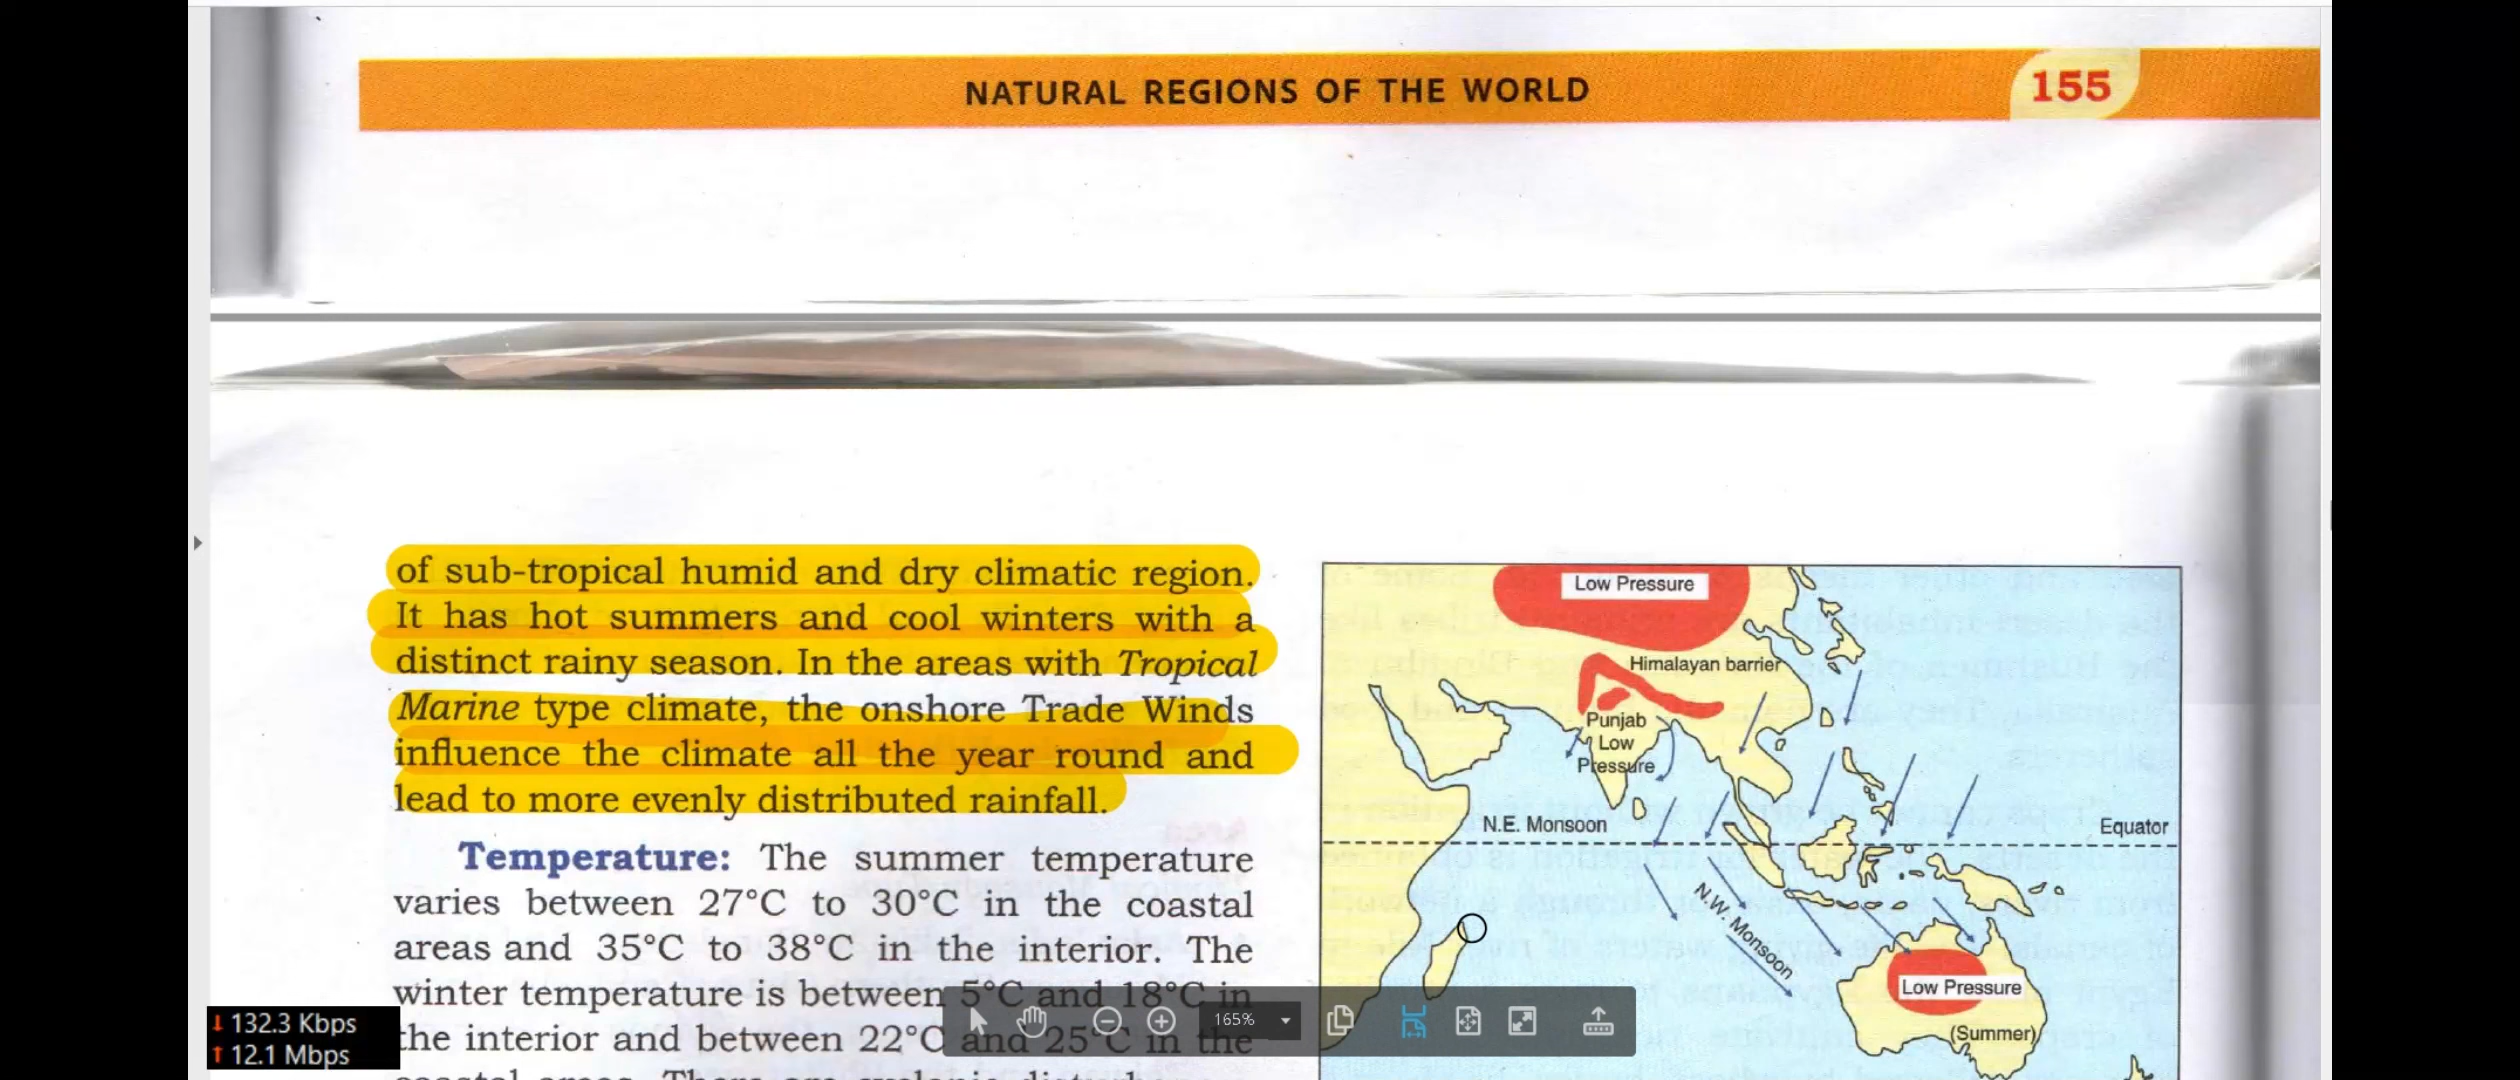 NATURAL REGIONS OF THE WORLD
155
of sub-tropical humid and dry climatic region.
It has hot summers and cool winters with a
distinct rainy season. In the areas with Tropical
Marine type climate, the onshore Trade Winds
influence the climate all the year round and
lead to more evenly distributed rainfall.
Temperature: The summer temperature
varies between 27°C to 30°C in the coastal
areas and 35°C to 38°C in the interior. The
winter temperature is between 5°C and 18°C in
the interior and between 22°C and 25°C in the
Low Pressure
Himalayan barrier
Punjab
Low
Pressure
N.E. Monsoon
Equator
N.W. Monsoon
Low Pressure
(Summer)
165%
132.3 Kbps
12.1 Mbps